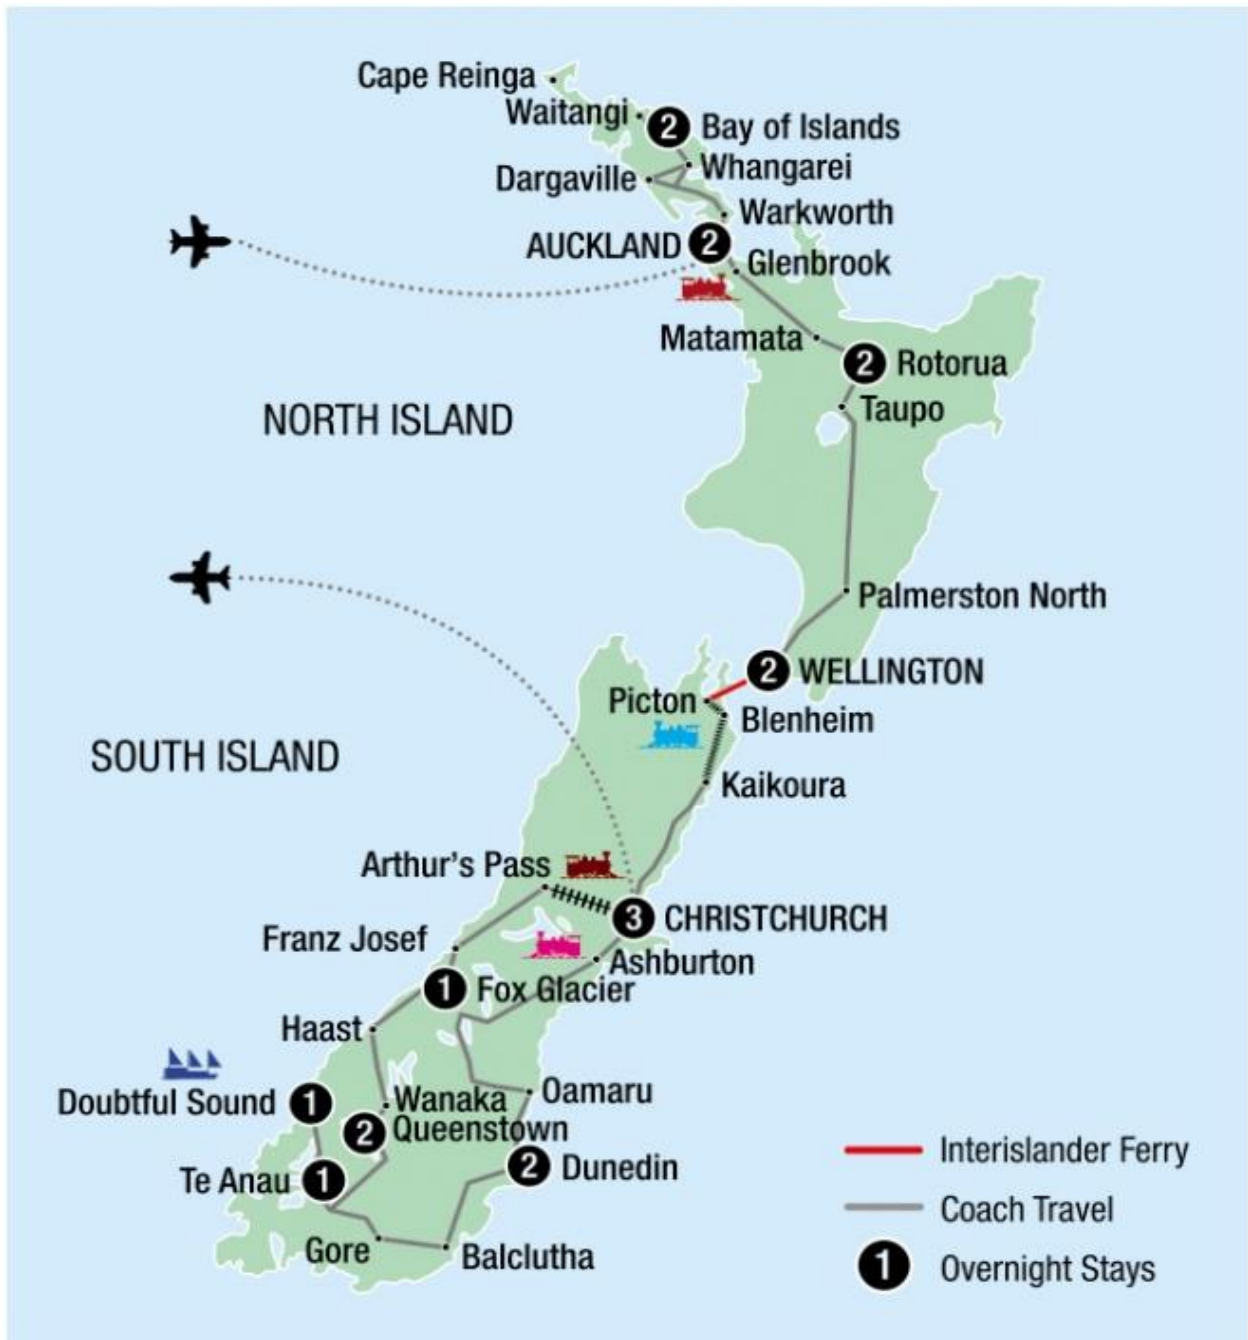 Cape Reinga
Waitangi
2 Bay of Islands
Whangarei
Dargaville
Warkworth
AUCKLAND 2
Glenbrook
Matamata
2 Rotorua
Taupo
NORTH ISLAND
Palmerston North
2 WELLINGTON
Picton
Blenheim
SOUTH ISLAND
Kaikoura
Arthur's Pass
3 CHRISTCHURCH
Franz Josef
Ashburton
1 Fox Glacier
Haast
Doubtful Sound 1
Wanaka
Oamaru
2 Queenstown
Te Anau 1
2 Dunedin
Gore
Balclutha
Interislander Ferry
Coach Travel
1 Overnight Stays